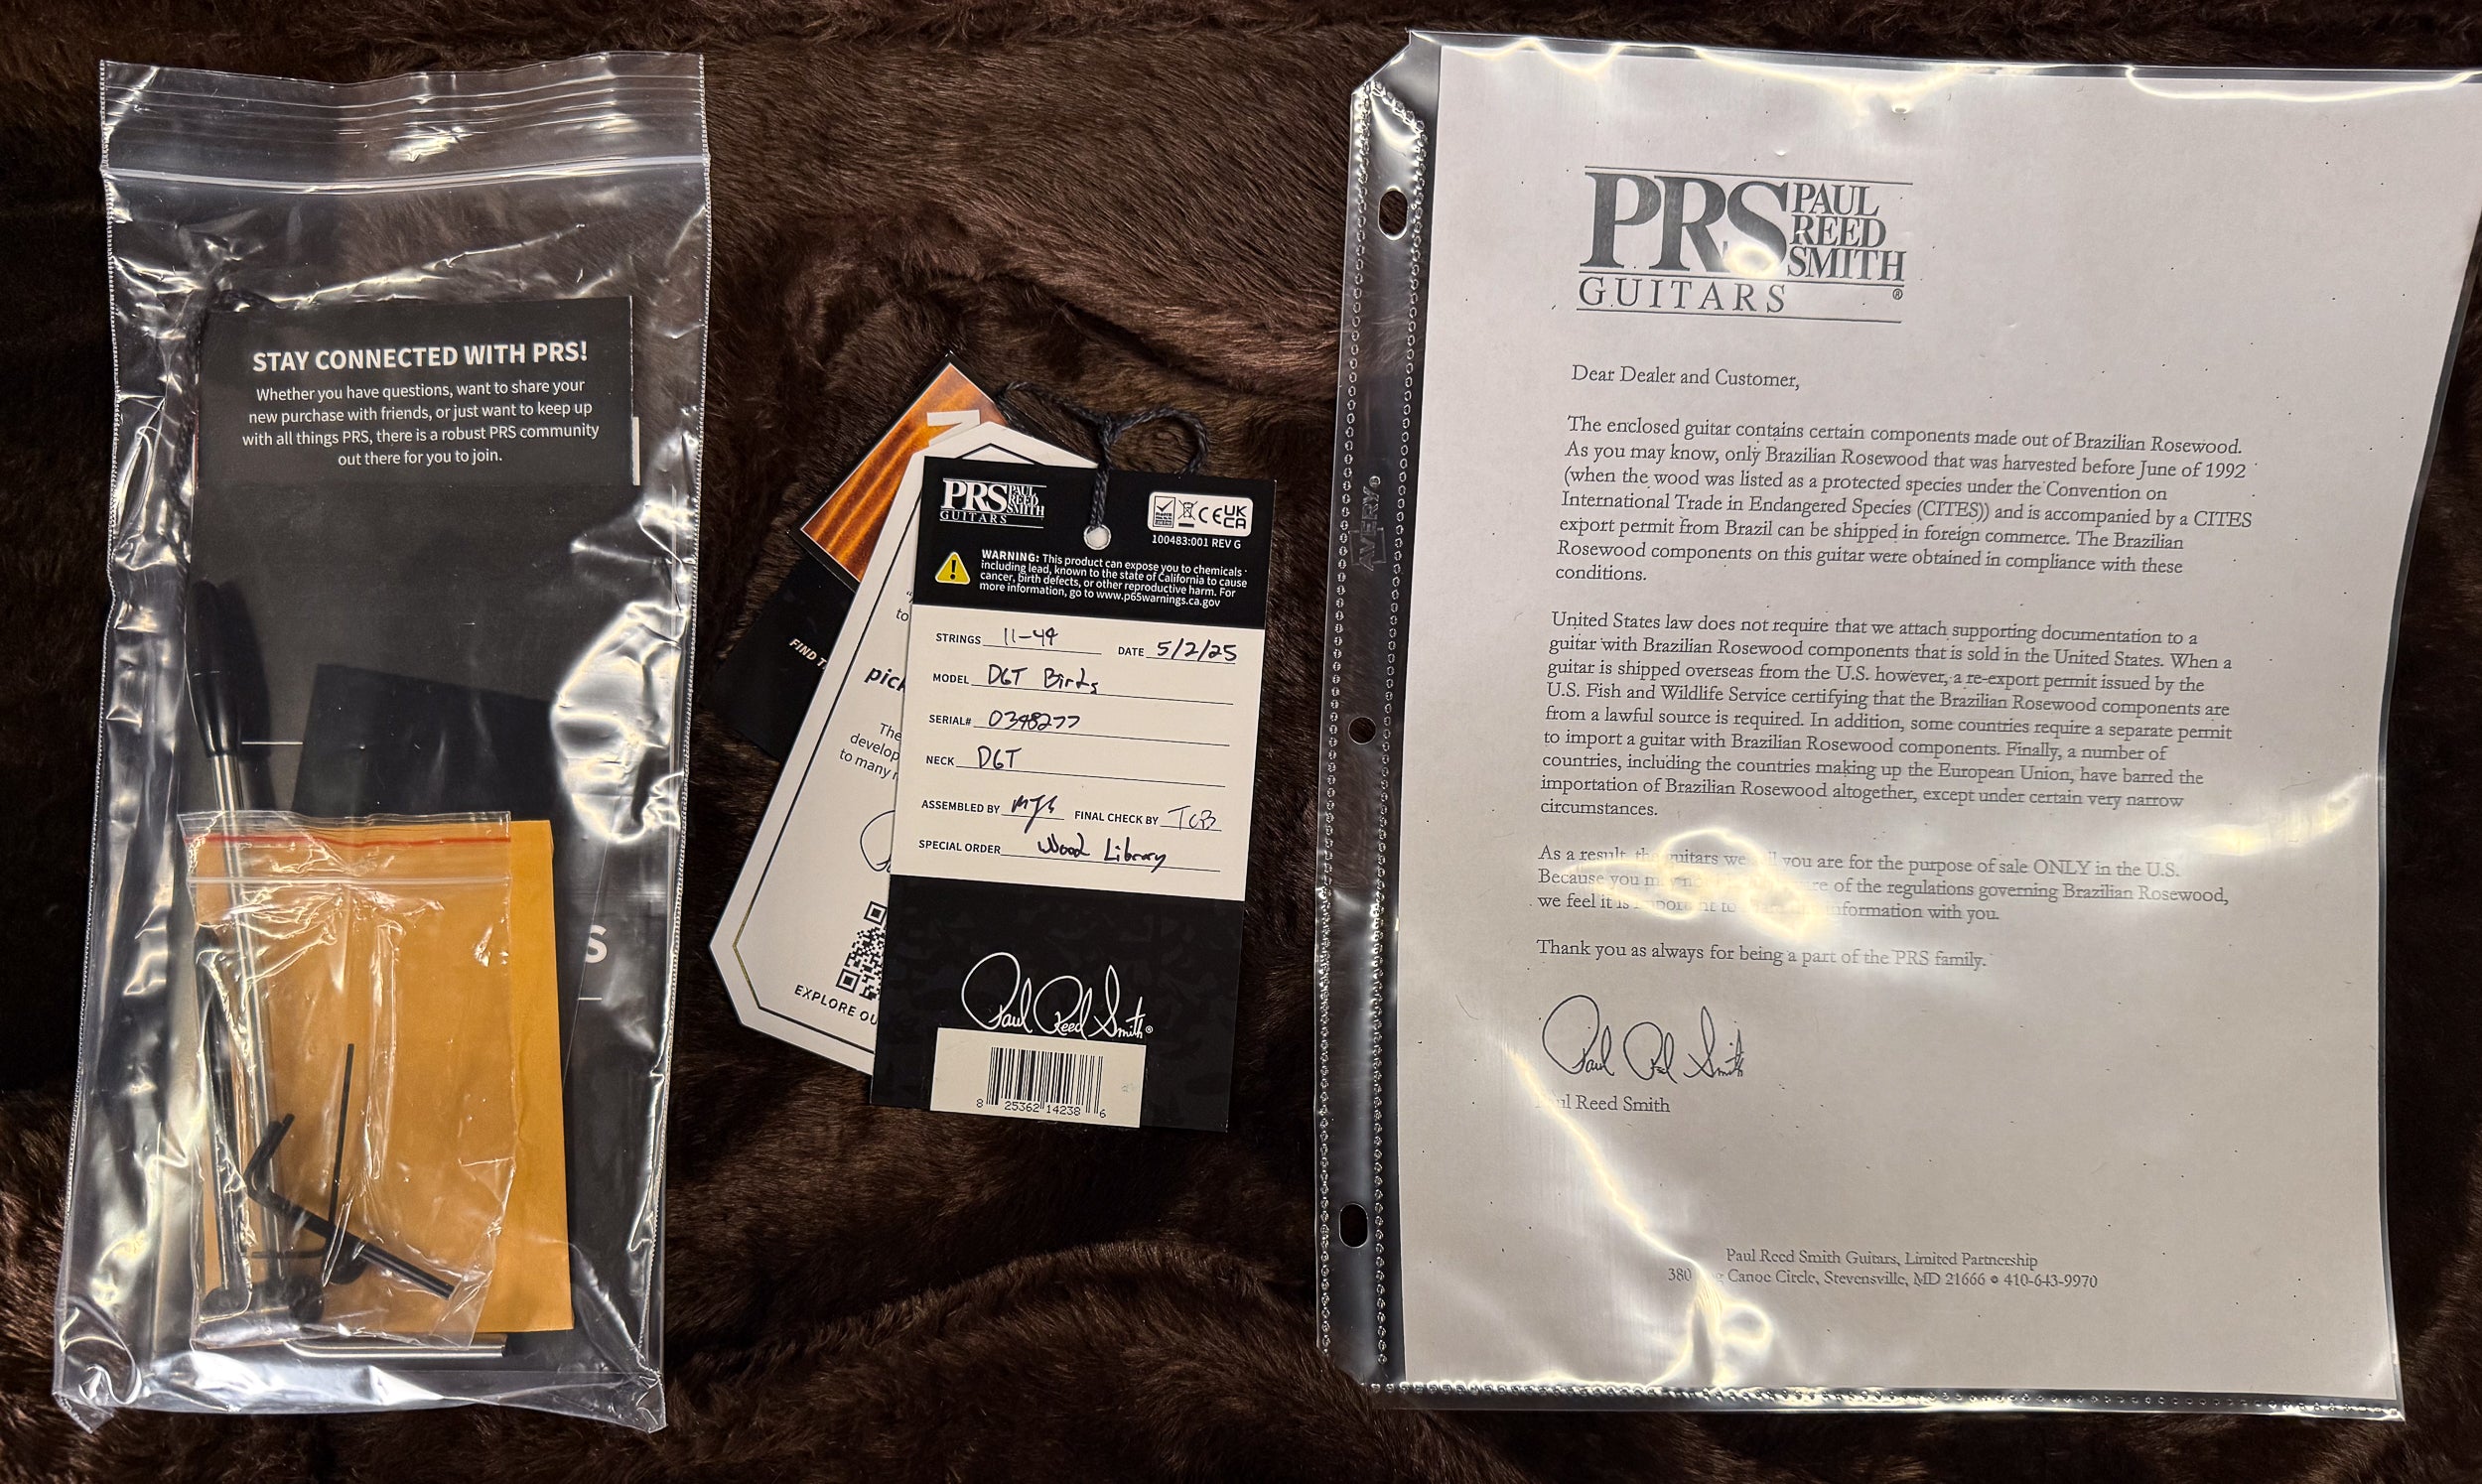 STAY CONNECTED WITH PRS!
Whether you have questions, want to share your
new purchase with friends, or just want to keep up
with all things PRS, there is a robust PRS community
out there for you to join.
S
FIND
to
pick
The
develop
to many
EXPLORE OU
PRS PAUL REED SMITH
GUITARS
CE UK CA
100483:001 REV G
WARNING: This product can expose you to chemicals
including lead, known to the state of California to cause
cancer, birth defects, or other reproductive harm. For
more information, go to www.p65warnings.ca.gov
STRINGS 11-49 DATE 5/2/25
MODEL DGT Birds
SERIAL# 0398277
NECK DGT
ASSEMBLED BY FINAL CHECK BY TCB
SPECIAL ORDER Wood Library
Paul Reed Smith®
8 25362 14238 6
AVERY®
PRS PAUL REED SMITH
GUITARS ®
Dear Dealer and Customer,
The enclosed guitar contains certain components made out of Brazilian Rosewood.
As you may know, only Brazilian Rosewood that was harvested before June of 1992
(when the wood was listed as a protected species under the Convention on
International Trade in Endangered Species (CITES)) and is accompanied by a CITES
export permit from Brazil can be shipped in foreign commerce. The Brazilian
Rosewood components on this guitar were obtained in compliance with these
conditions.
United States law does not require that we attach supporting documentation to a
guitar with Brazilian Rosewood components that is sold in the United States. When a
guitar is shipped overseas from the U.S. however, a re-export permit issued by the
U.S. Fish and Wildlife Service certifying that the Brazilian Rosewood components are
from a lawful source is required. In addition, some countries require a separate permit
to import a guitar with Brazilian Rosewood components. Finally, a number of
countries, including the countries making up the European Union, have barred the
importation of Brazilian Rosewood altogether, except under certain very narrow
circumstances.
As a result, the guitars we you are for the purpose of sale ONLY in the U.S.
Because you of the regulations governing Brazilian Rosewood,
we feel it is important to information with you.
Thank you as always for being a part of the PRS family.
Paul Reed Smith
Reed Smith
380 Canoe Circle, Stevensville, MD 21666 • 410-643-9970
Paul Reed Smith Guitars, Limited Partnership